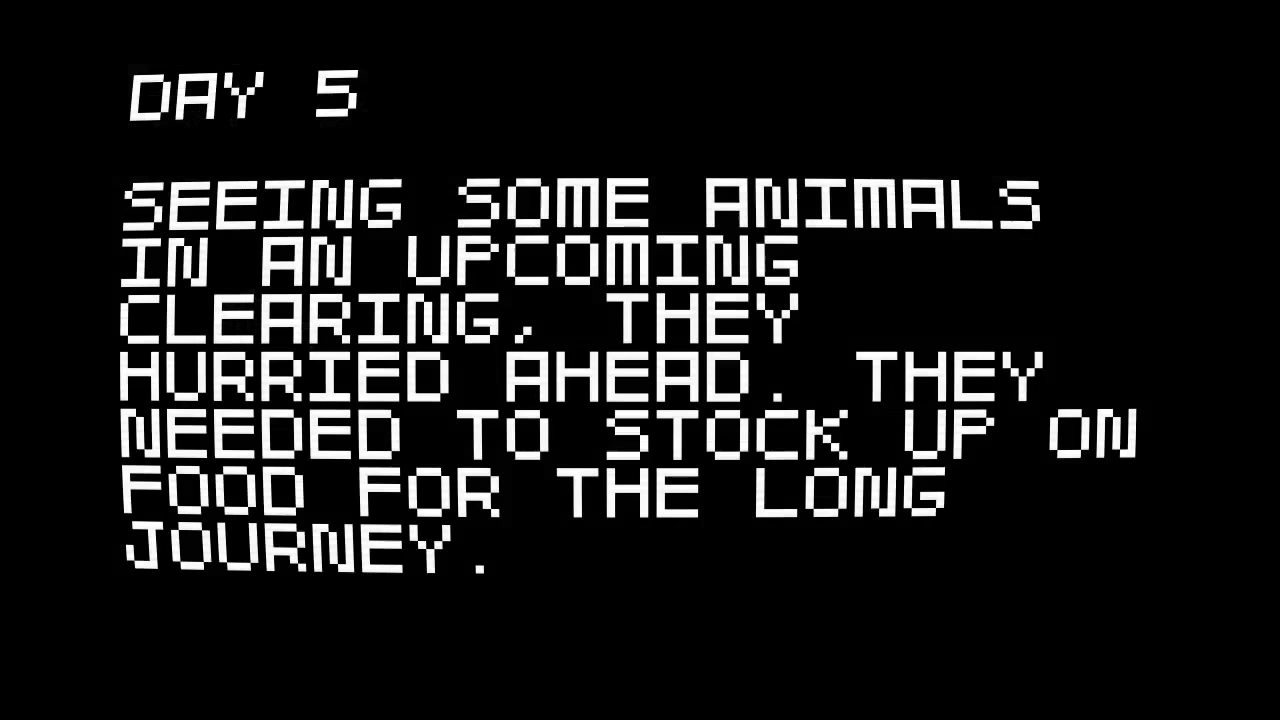 DAY 5
SEEING SOME ANIMALS
IN AN UPCOMING
CLEARING, THEY
HURRIED AHEAD. THEY
NEEDED TO STOCK UP ON
FOOD FOR THE LONG
JOURNEY.